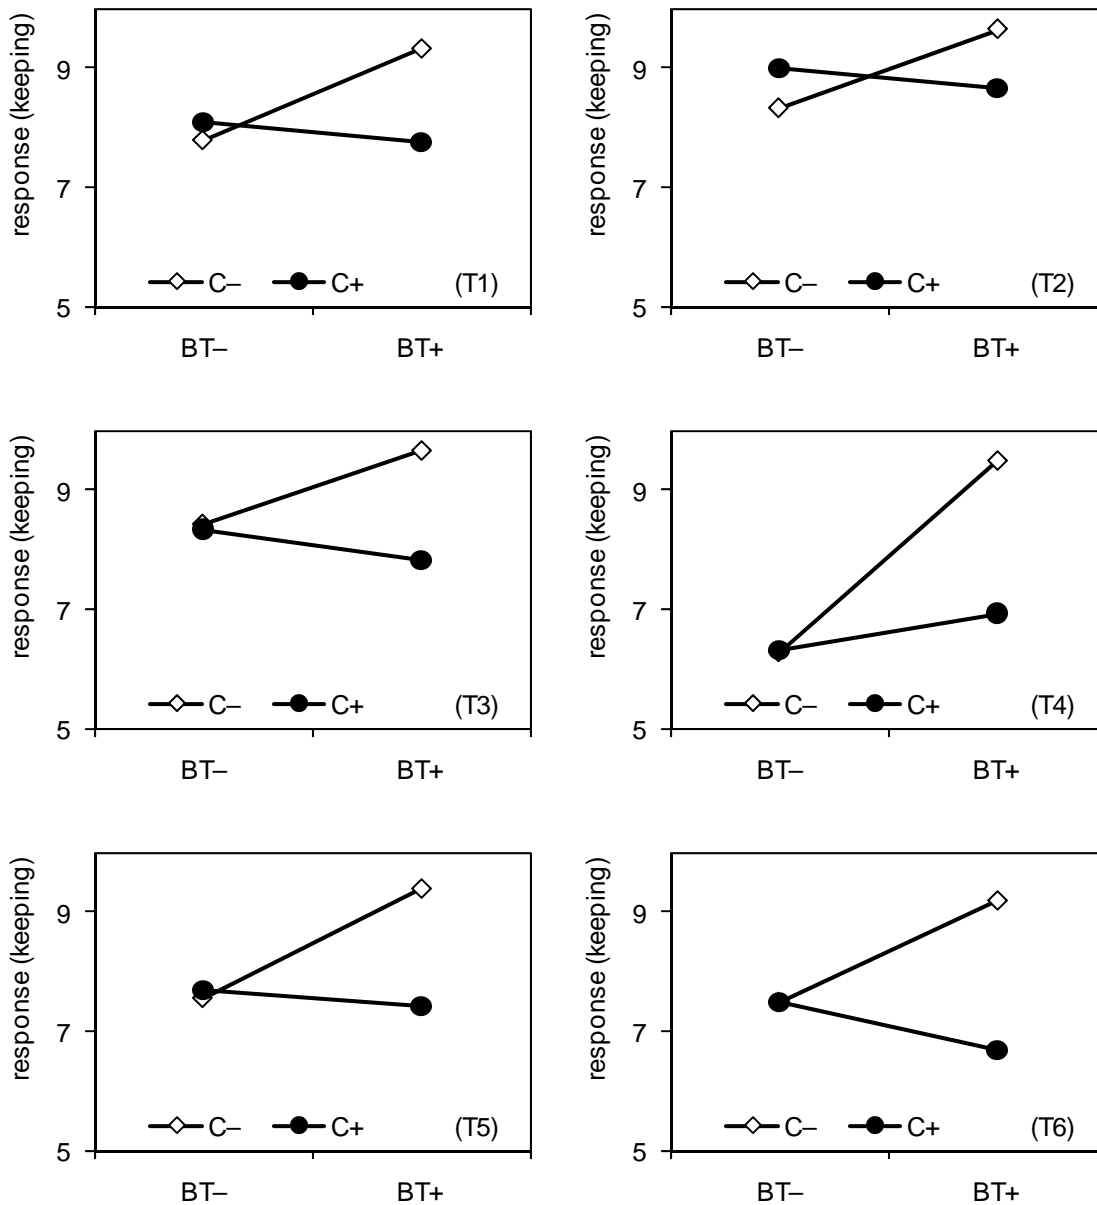 response (keeping)
9
7
5
C– C+ (T1)
BT– BT+
response (keeping)
9
7
5
C– C+ (T2)
BT– BT+
response (keeping)
9
7
5
C– C+ (T3)
BT– BT+
response (keeping)
9
7
5
C– C+ (T4)
BT– BT+
response (keeping)
9
7
5
C– C+ (T5)
BT– BT+
response (keeping)
9
7
5
C– C+ (T6)
BT– BT+